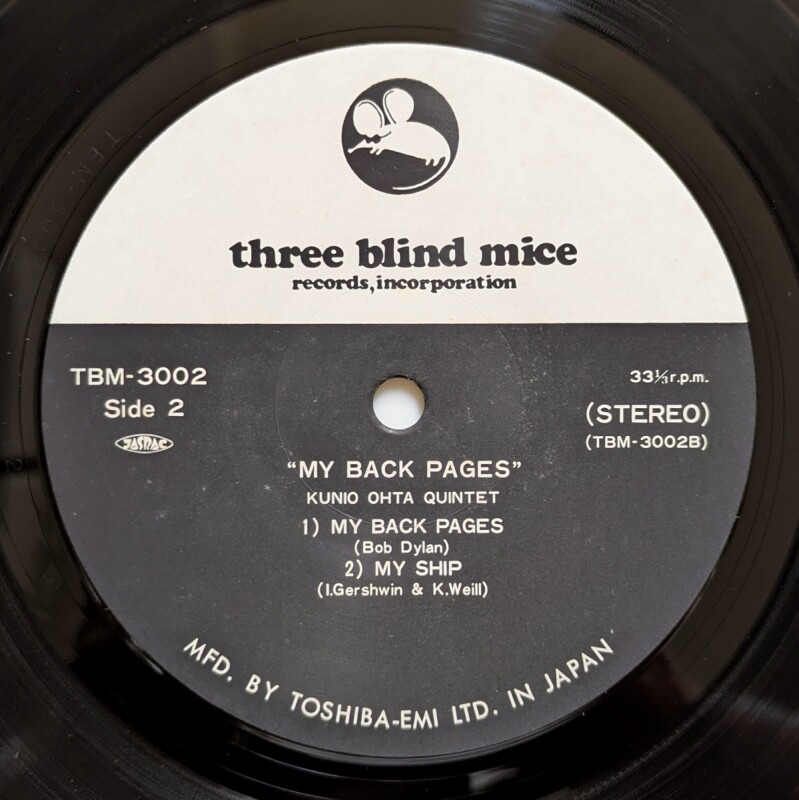 three blind mice
records, incorporation
TBM-3002
Side 2
JASRAC
33⅓r.p.m.
(STEREO)
(TBM-3002B)
"MY BACK PAGES"
KUNIO OHTA QUINTET
1) MY BACK PAGES
(Bob Dylan)
2) MY SHIP
(I.Gershwin & K.Weill)
MFD. BY TOSHIBA-EMI LTD. IN JAPAN